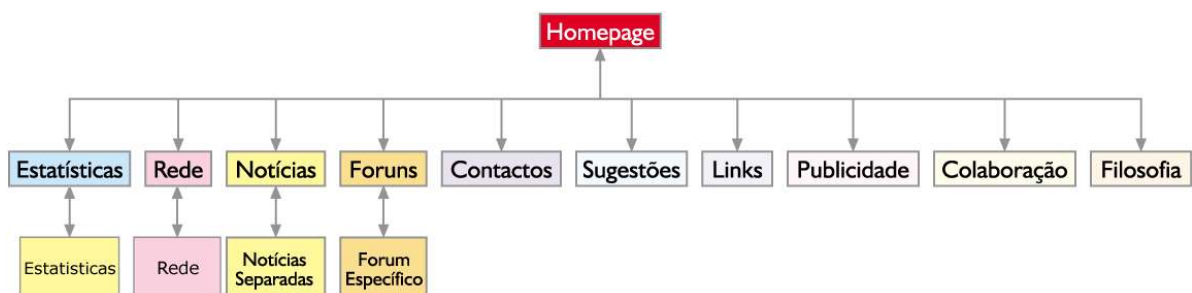 Homepage
Estatísticas
Rede
Notícias
Foruns
Contactos
Sugestões
Links
Publicidade
Colaboração
Filosofia
Estatisticas
Rede
Notícias
Separadas
Forum
Específico